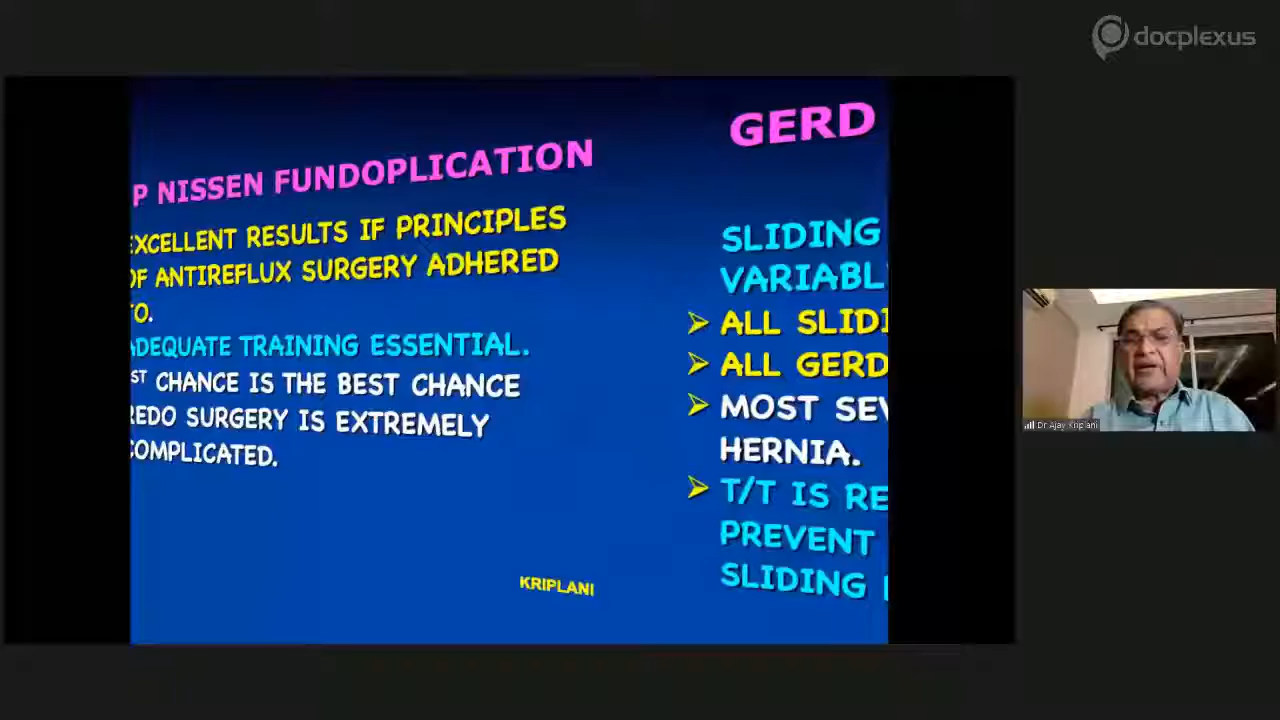 docplexus
P NISSEN FUNDOPLICATION
EXCELLENT RESULTS IF PRINCIPLES
OF ANTIREFLUX SURGERY ADHERED
TO.
ADEQUATE TRAINING ESSENTIAL.
ST CHANCE IS THE BEST CHANCE
REDO SURGERY IS EXTREMELY
COMPLICATED.
KRIPLANI
GERD
SLIDING
VARIABL
ALL SLIDI
ALL GERD
MOST SEV
HERNIA.
T/T IS RE
PREVENT
SLIDING
Dr Ajay Kriplani